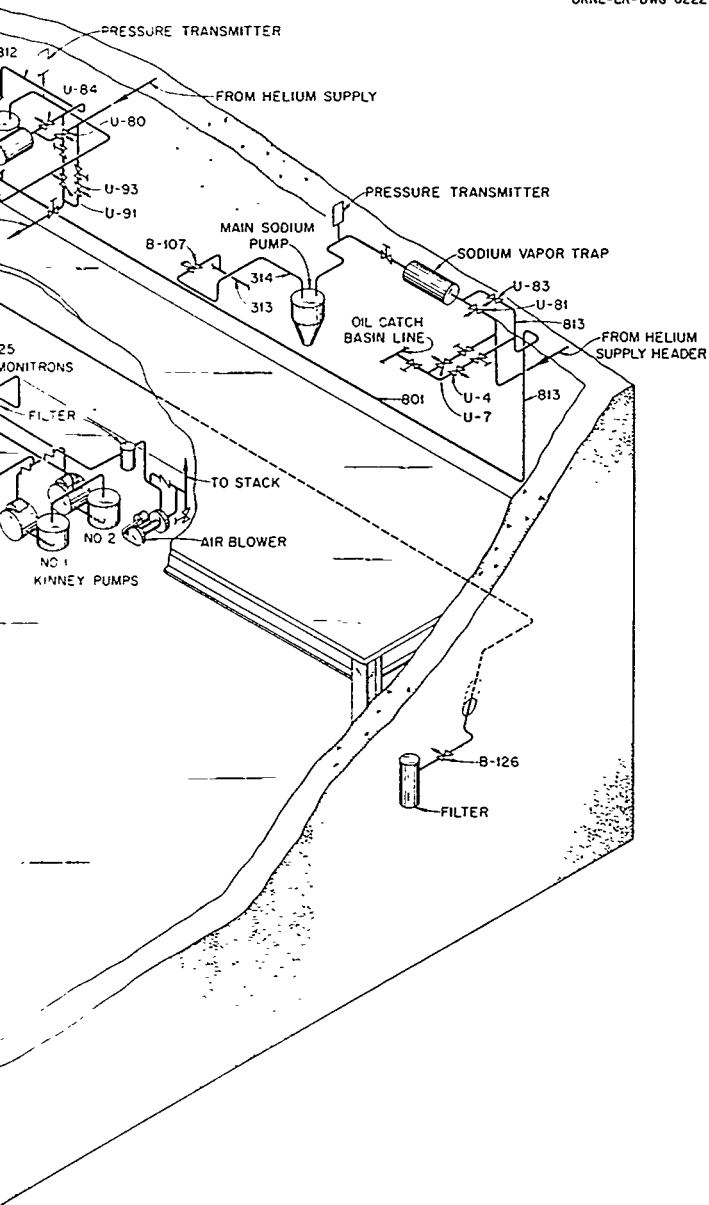 PRESSURE TRANSMITTER
812
U-84
FROM HELIUM SUPPLY
U-80
U-93
U-91
PRESSURE TRANSMITTER
MAIN SODIUM
PUMP
B-107
314
313
SODIUM VAPOR TRAP
U-83
U-81
813
OIL CATCH
BASIN LINE
FROM HELIUM
SUPPLY HEADER
U-4
U-7
801
813
25
MONITRONS
FILTER
TO STACK
NO 2
AIR BLOWER
NO 1
KINNEY PUMPS
B-126
FILTER